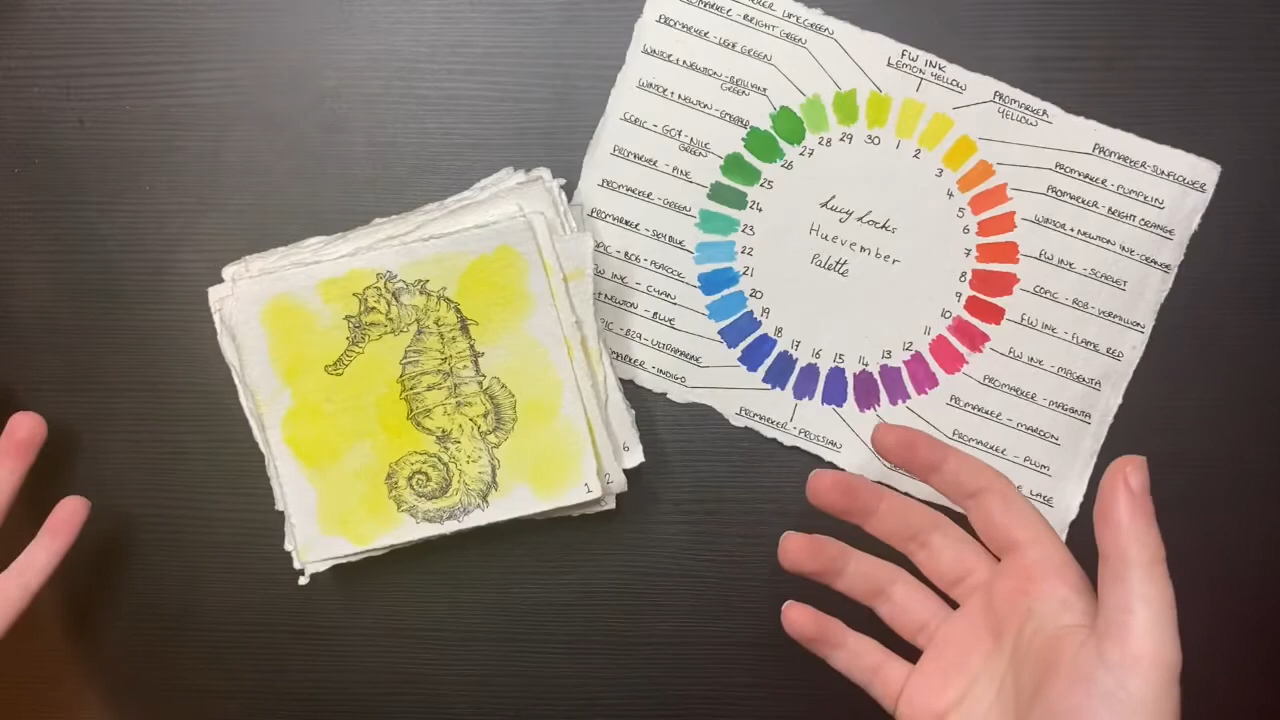 LIMEGREEN
PROMARKER - BRIGHT GREEN
PROMARKER - LEAF GREEN
WINSOR + NEWTON - BRILLIANT
GREEN
WINSOR + NEWTON - EMERALD
COPIC - G07 - NILE
GREEN
PROMARKER - PINE
PROMARKER - GREEN
PROMARKER - SKY BLUE
- BG6 - PEACOCK
FW INK - CYAN
+ NEWTON - BLUE
- B29 - ULTRAMARINE
- INDIGO
PROMARKER - PRUSSIAN
FW INK
LEMON YELLOW
PROMARKER
YELLOW
PROMARKER - SUNFLOWER
PROMARKER - PUMPKIN
PROMARKER - BRIGHT ORANGE
WINSOR + NEWTON INK - ORANGE
FW INK - SCARLET
COPIC - R08 - VERMILLION
FW INK - FLAME RED
FW INK - MAGENTA
PROMARKER - MAGENTA
PROMARKER - MAROON
PROMARKER - PLUM
LAKE
1
2
3
4
5
6
7
8
9
10
11
12
13
14
15
16
17
18
19
20
21
22
23
24
25
26
27
28
29
30
Lucy Locks
Huevember
Palette
1
2
6